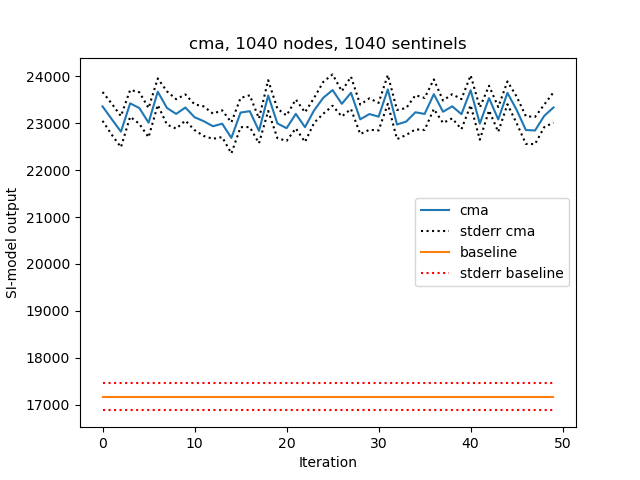 cma, 1040 nodes, 1040 sentinels
24000
23000
22000
21000
20000
19000
18000
17000
SI-model output
cma
stderr cma
baseline
stderr baseline
0 10 20 30 40 50
Iteration